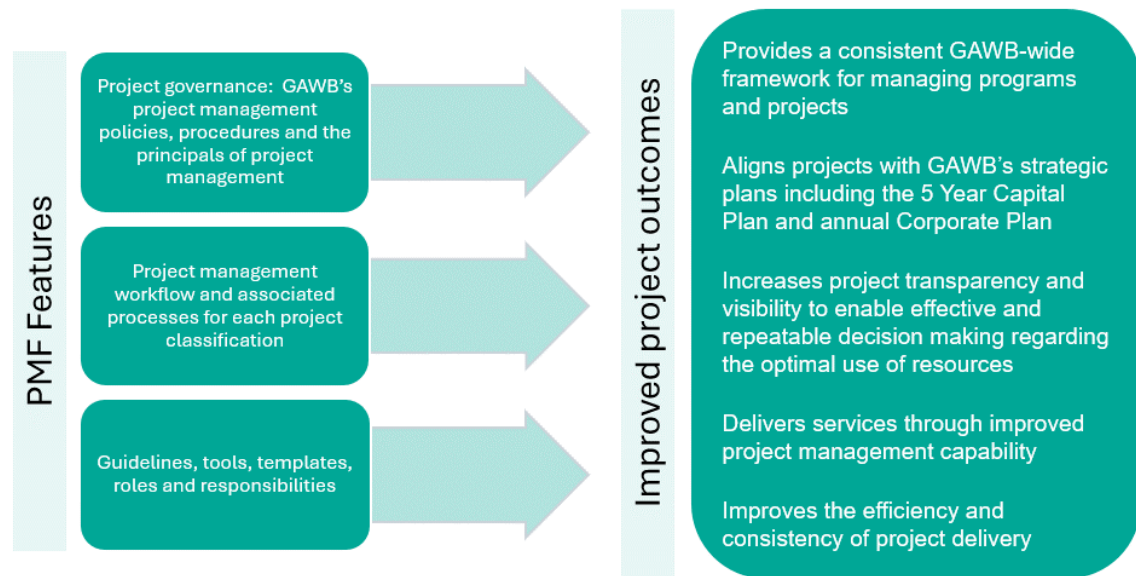 PMF Features
Project governance: GAWB's
project management
policies, procedures and the
principals of project
management
Project management
workflow and associated
processes for each project
classification
Guidelines, tools, templates,
roles and responsibilities
Improved project outcomes
Provides a consistent GAWB-wide
framework for managing programs
and projects
Aligns projects with GAWB's strategic
plans including the 5 Year Capital
Plan and annual Corporate Plan
Increases project transparency and
visibility to enable effective and
repeatable decision making regarding
the optimal use of resources
Delivers services through improved
project management capability
Improves the efficiency and
consistency of project delivery